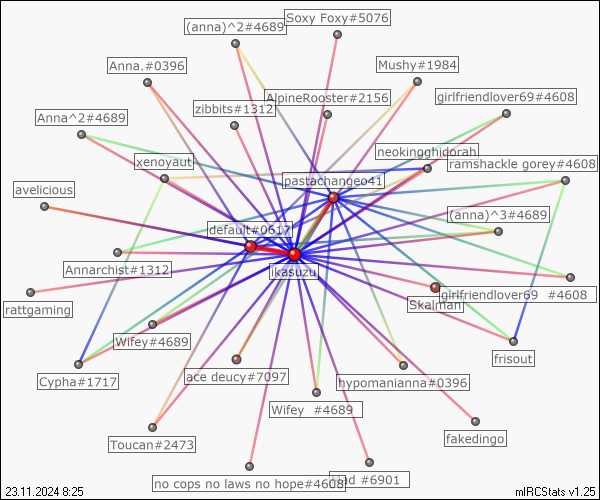 Soxy Foxy#5076
(anna)^2#4689
Anna.#0396
Mushy#1984
AlpineRooster#2156
girlfriendlover69#4608
zibbits#1312
Anna^2#4689
neokingghidorah
xenoyaut
ramshackle gorey#4608
pastachangeo41
avelicious
(anna)^3#4689
default#0617
Annarchist#1312
ikasuzu
girlfriendlover69 #4608
Skalman
rattgaming
Wifey#4689
frisout
ace deucy#7097
Cypha#1717
hypomanianna#0396
Wifey #4689
fakedingo
Toucan#2473
no cops no laws no hope#4608
#6901
23.11.2024 8:25
mIRCStats v1.25